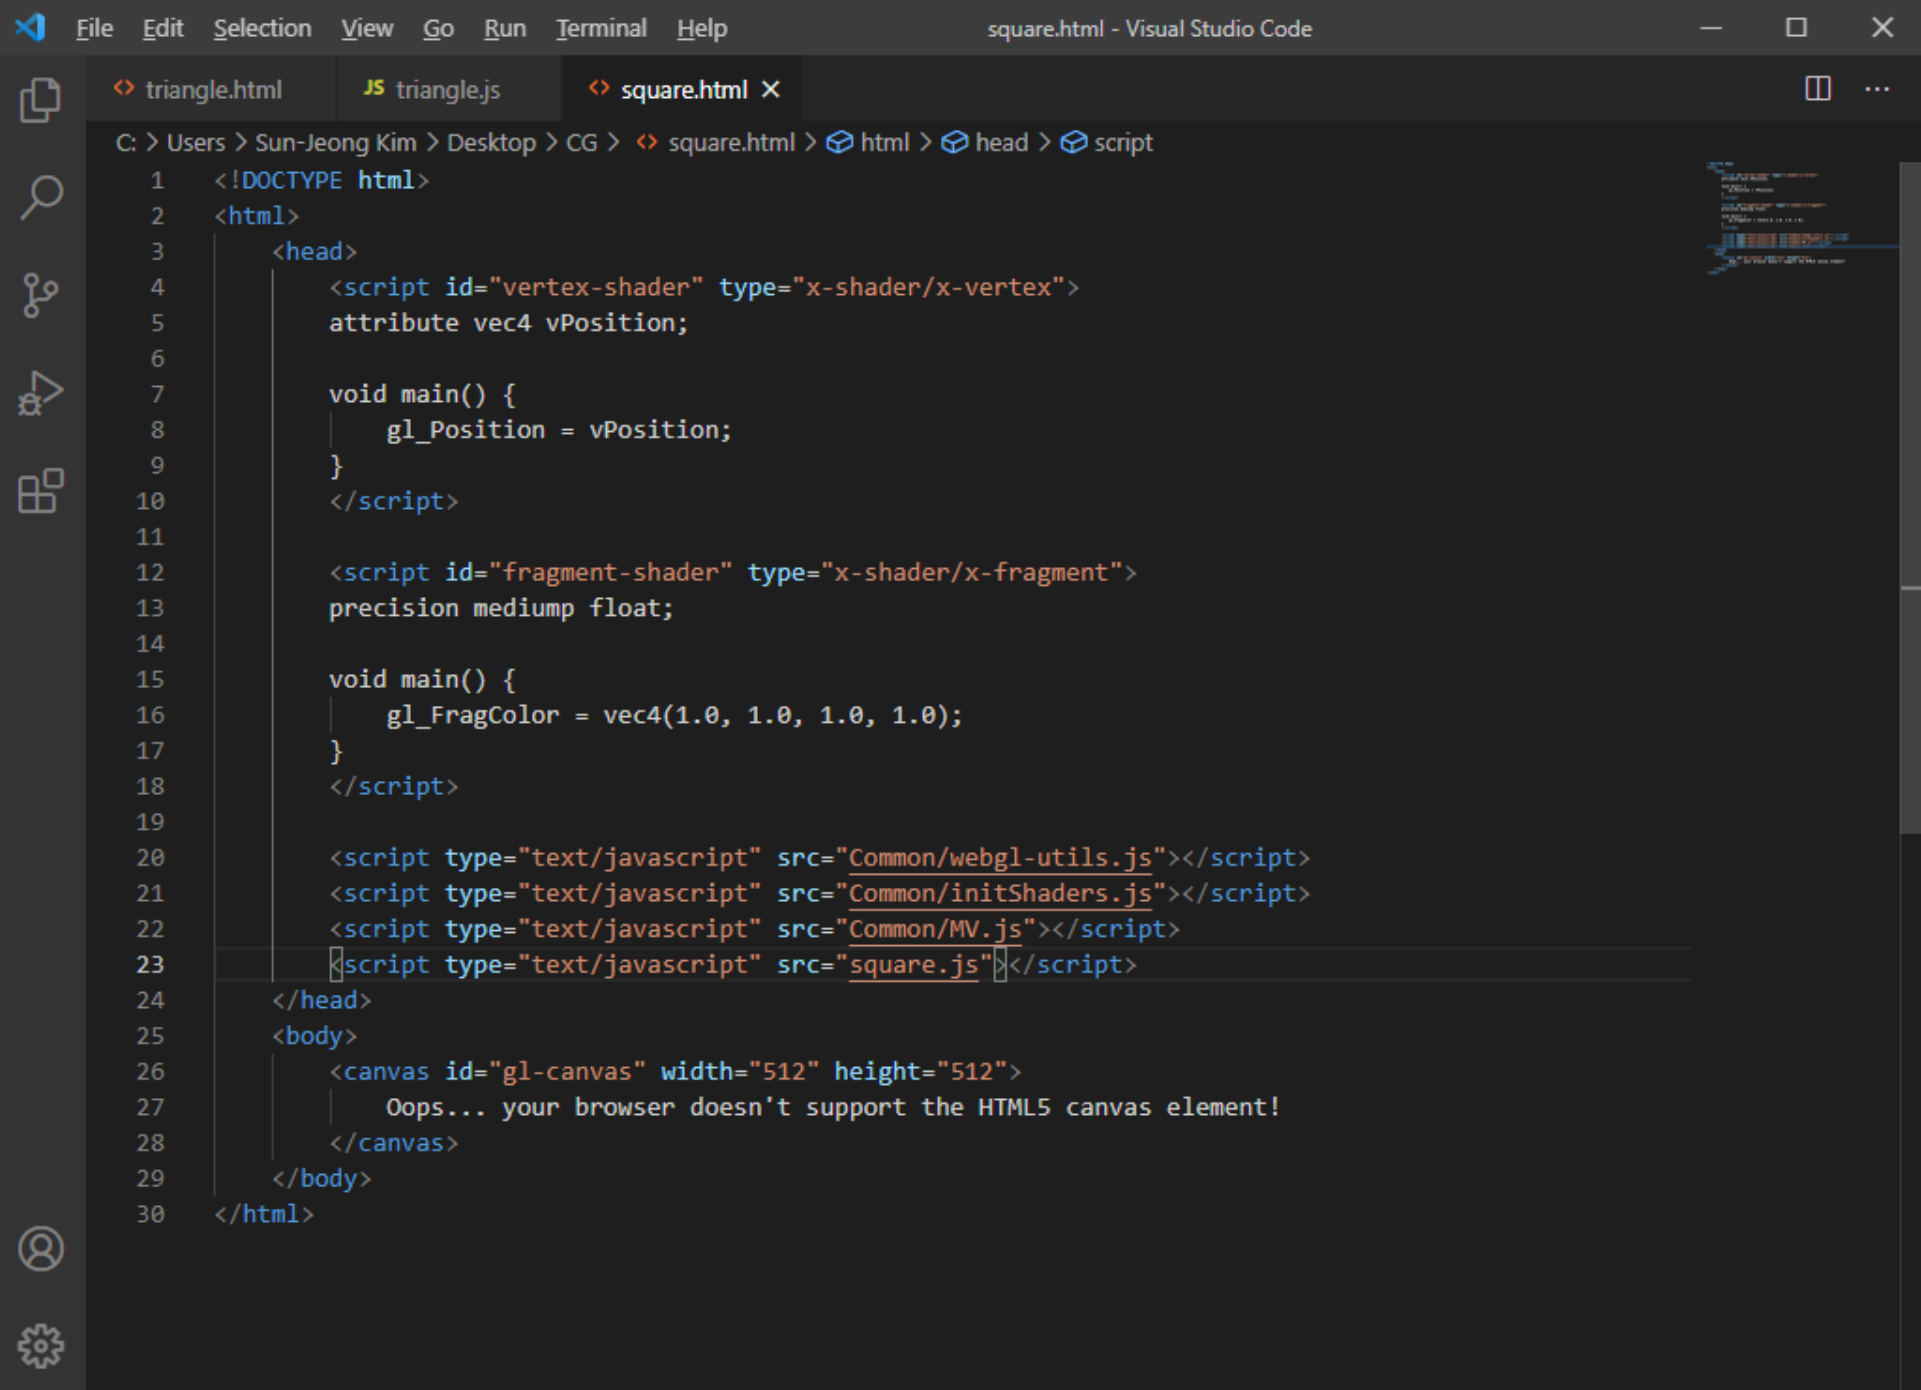 File Edit Selection View Go Run Terminal Help square.html - Visual Studio Code
triangle.html JS triangle.js square.html
C: > Users > Sun-Jeong Kim > Desktop > CG > square.html > html > head > script
1 <!DOCTYPE html>
2 <html>
3 <head>
4 <script id="vertex-shader" type="x-shader/x-vertex">
5 attribute vec4 vPosition;
6
7 void main() {
8 gl_Position = vPosition;
9 }
10 </script>
11
12 <script id="fragment-shader" type="x-shader/x-fragment">
13 precision mediump float;
14
15 void main() {
16 gl_FragColor = vec4(1.0, 1.0, 1.0, 1.0);
17 }
18 </script>
19
20 <script type="text/javascript" src="Common/webgl-utils.js"></script>
21 <script type="text/javascript" src="Common/initShaders.js"></script>
22 <script type="text/javascript" src="Common/MV.js"></script>
23 <script type="text/javascript" src="square.js"></script>
24 </head>
25 <body>
26 <canvas id="gl-canvas" width="512" height="512">
27 Oops... your browser doesn't support the HTML5 canvas element!
28 </canvas>
29 </body>
30 </html>